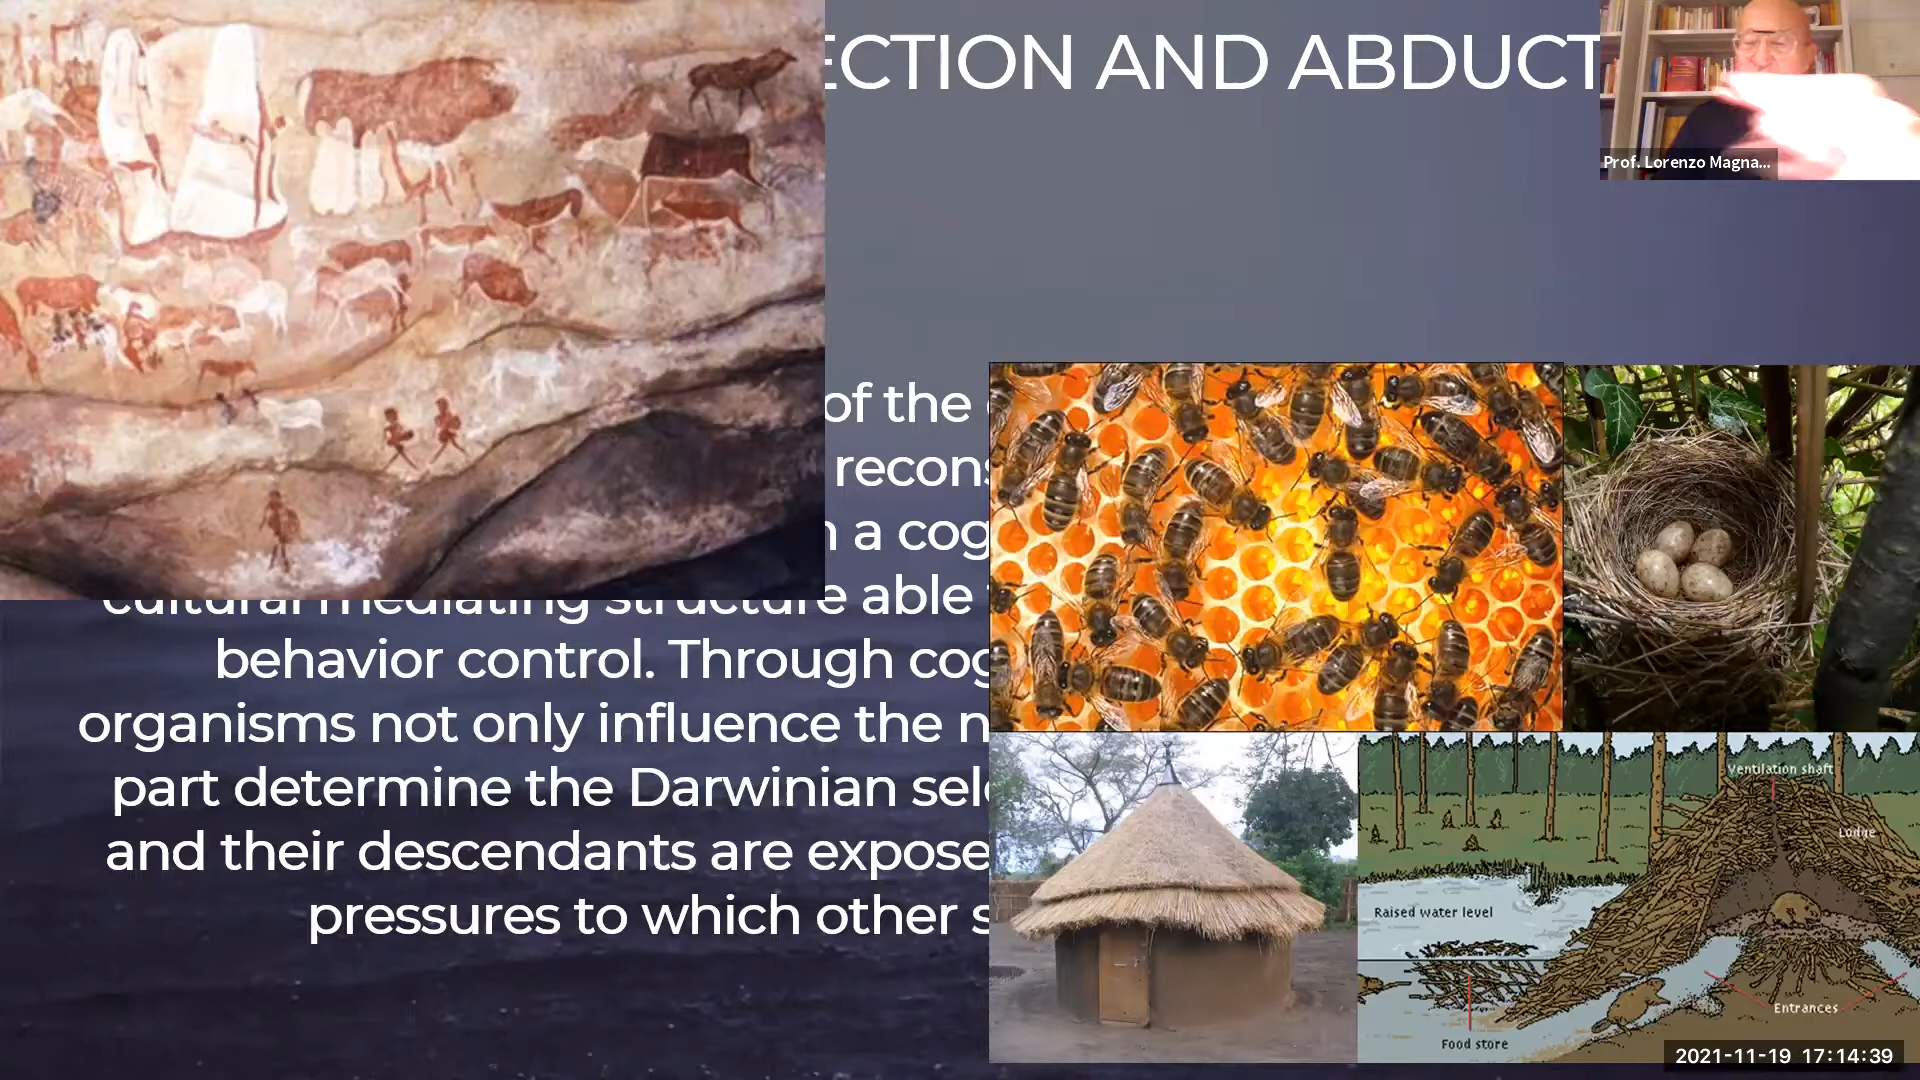 ECTION AND ABDUCT
Prof. Lorenzo Magna...
of the
recons
a cog
cultural mediating structure able
behavior control. Through cog
organisms not only influence the n
part determine the Darwinian sele
and their descendants are expose
pressures to which other s
Ventilation shaft
Lodge
Raised water level
Entrances
Food store
2021-11-19 17:14:39